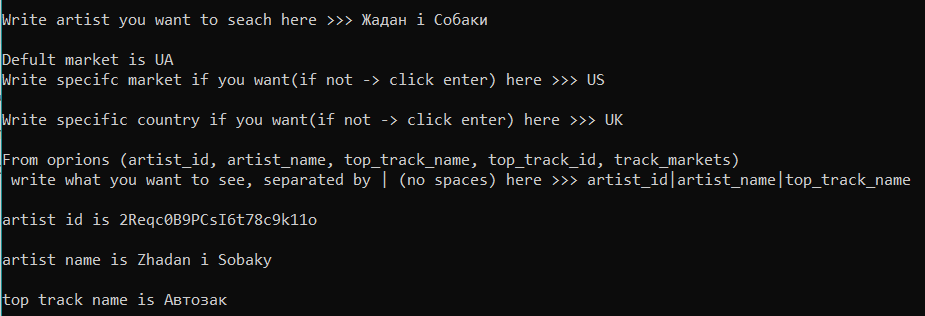 Write artist you want to seach here >>> Жадан і Собаки
Defult market is UA
Write specifc market if you want(if not -> click enter) here >>> US
Write specific country if you want(if not -> click enter) here >>> UK
From oprions (artist_id, artist_name, top_track_name, top_track_id, track_markets)
write what you want to see, separated by | (no spaces) here >>> artist_id|artist_name|top_track_name
artist id is 2Reqc0B9PCsI6t78c9k11o
artist name is Zhadan i Sobaky
top track name is Автозак